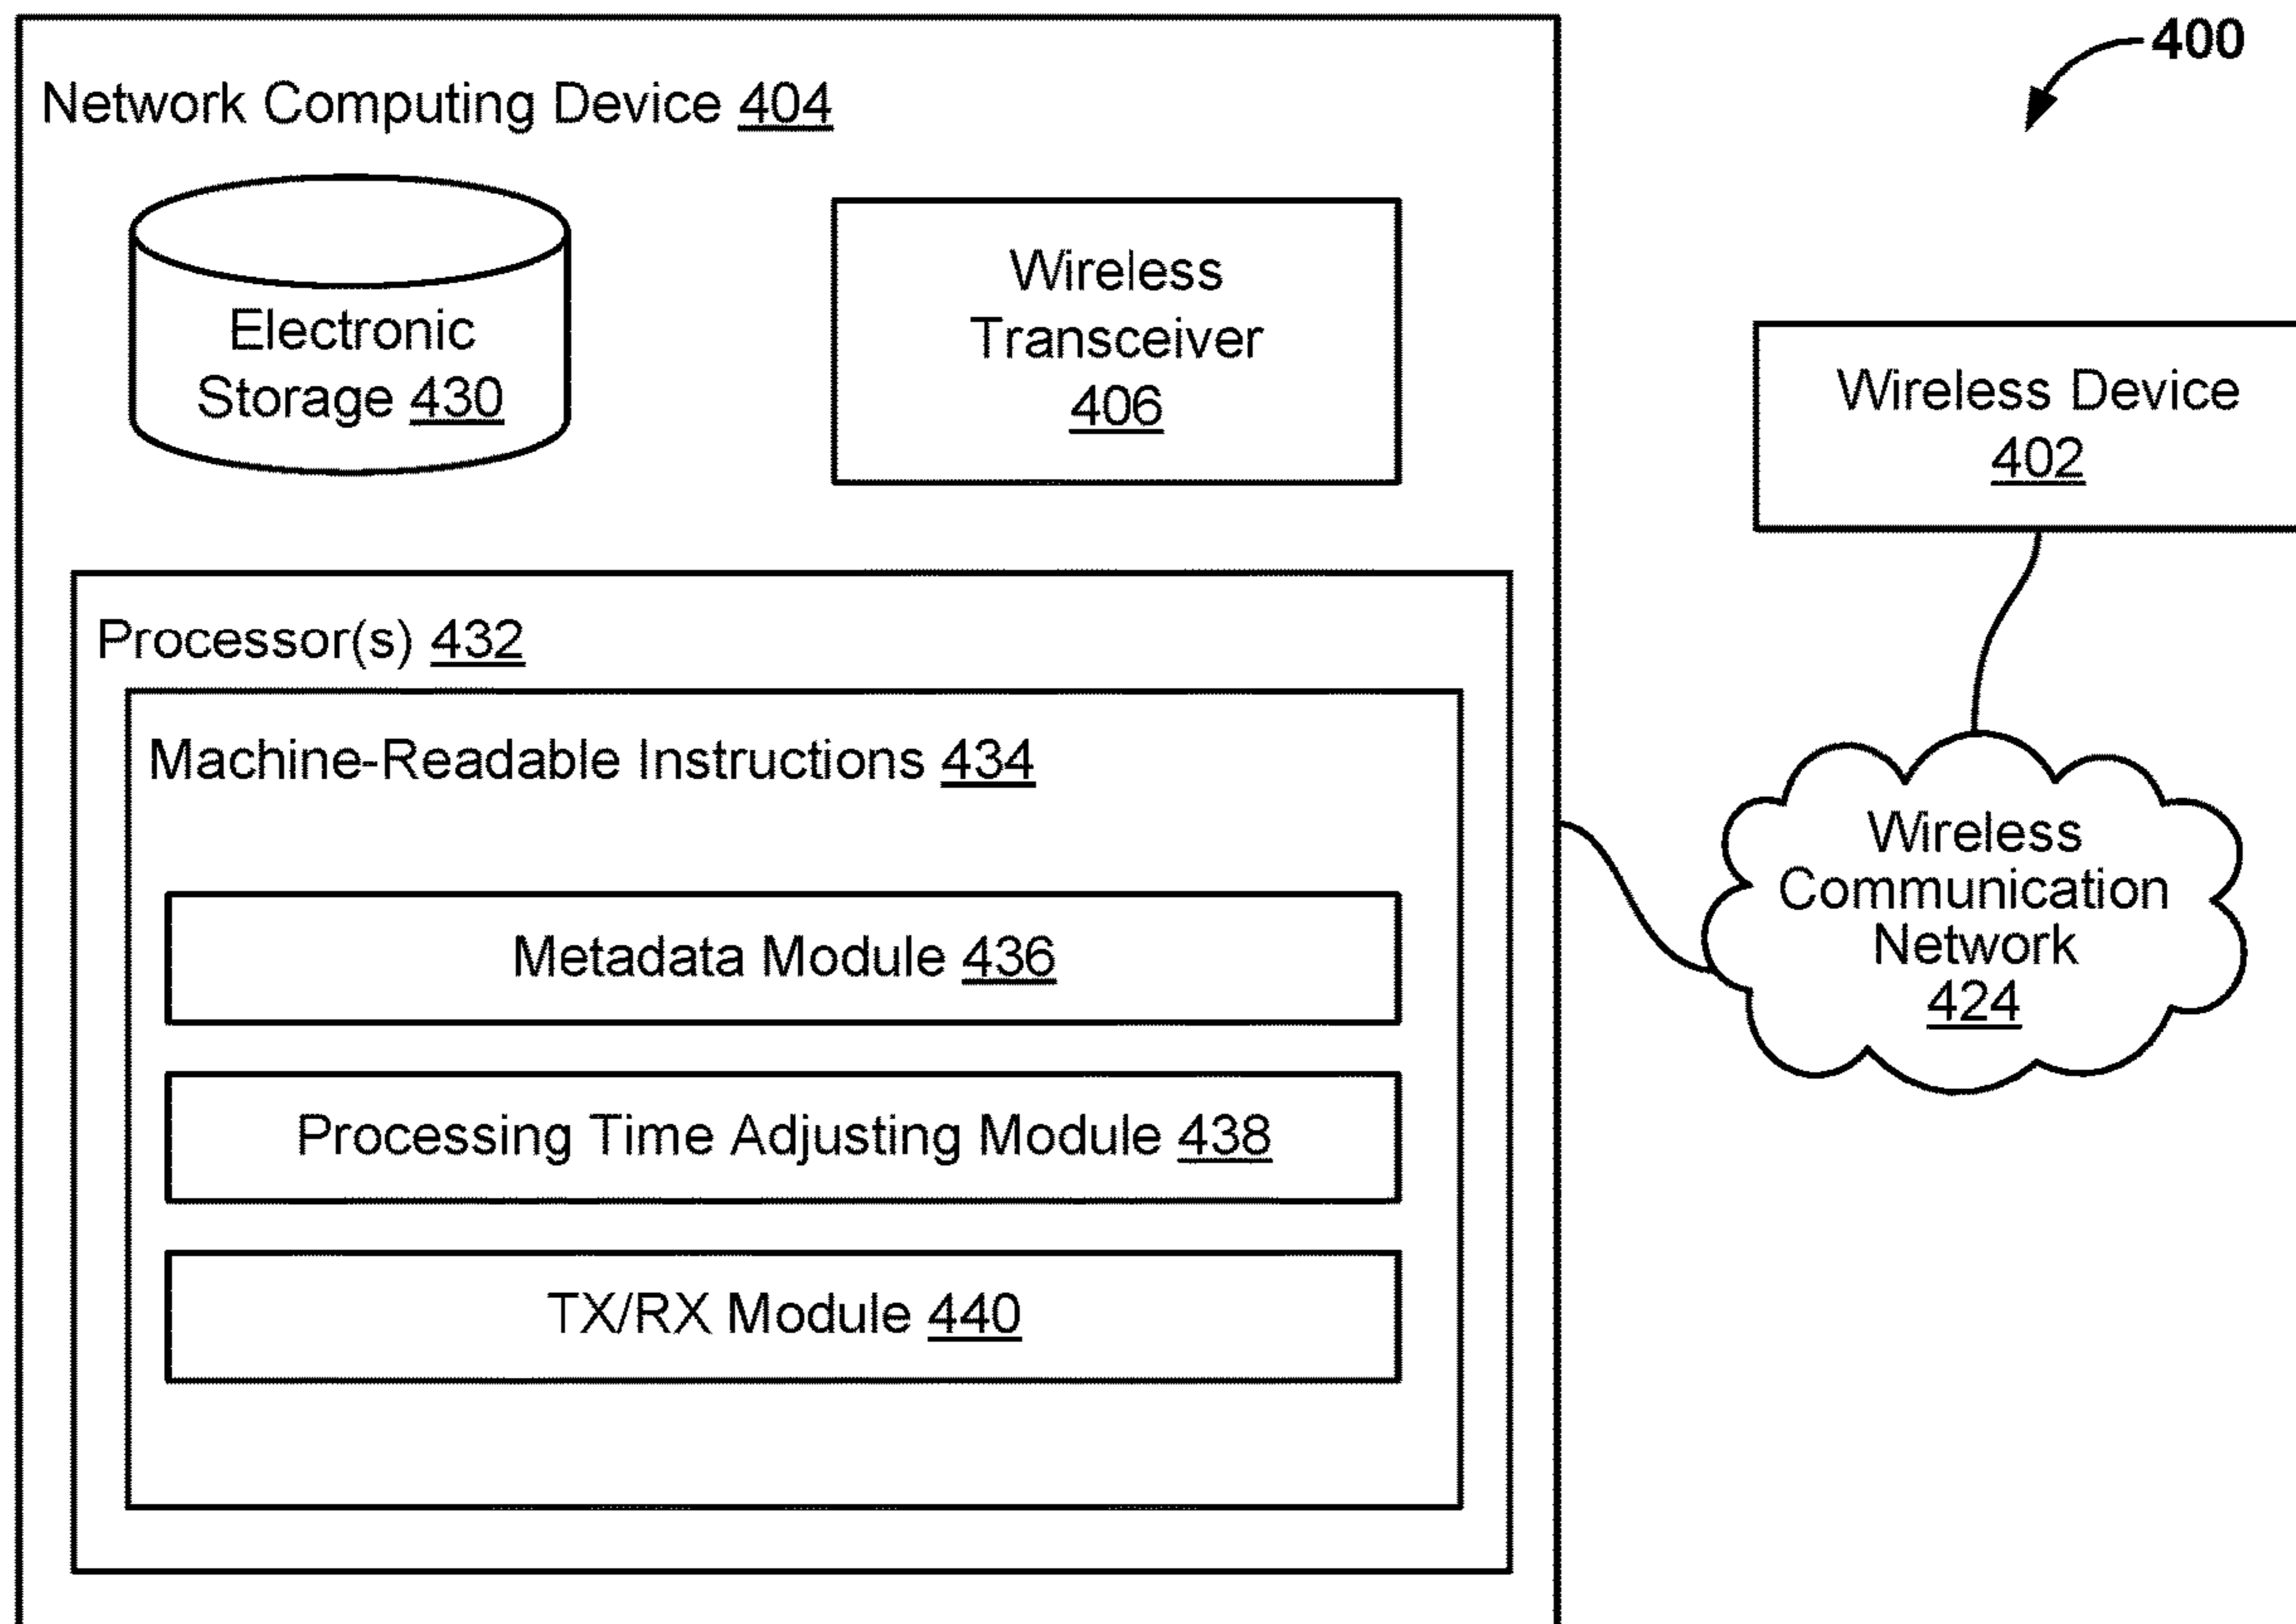 400
Network Computing Device 404
Electronic
Storage 430
Wireless
Transceiver
406
Wireless Device
402
Processor(s) 432
Machine-Readable Instructions 434
Metadata Module 436
Processing Time Adjusting Module 438
TX/RX Module 440
Wireless
Communication
Network
424